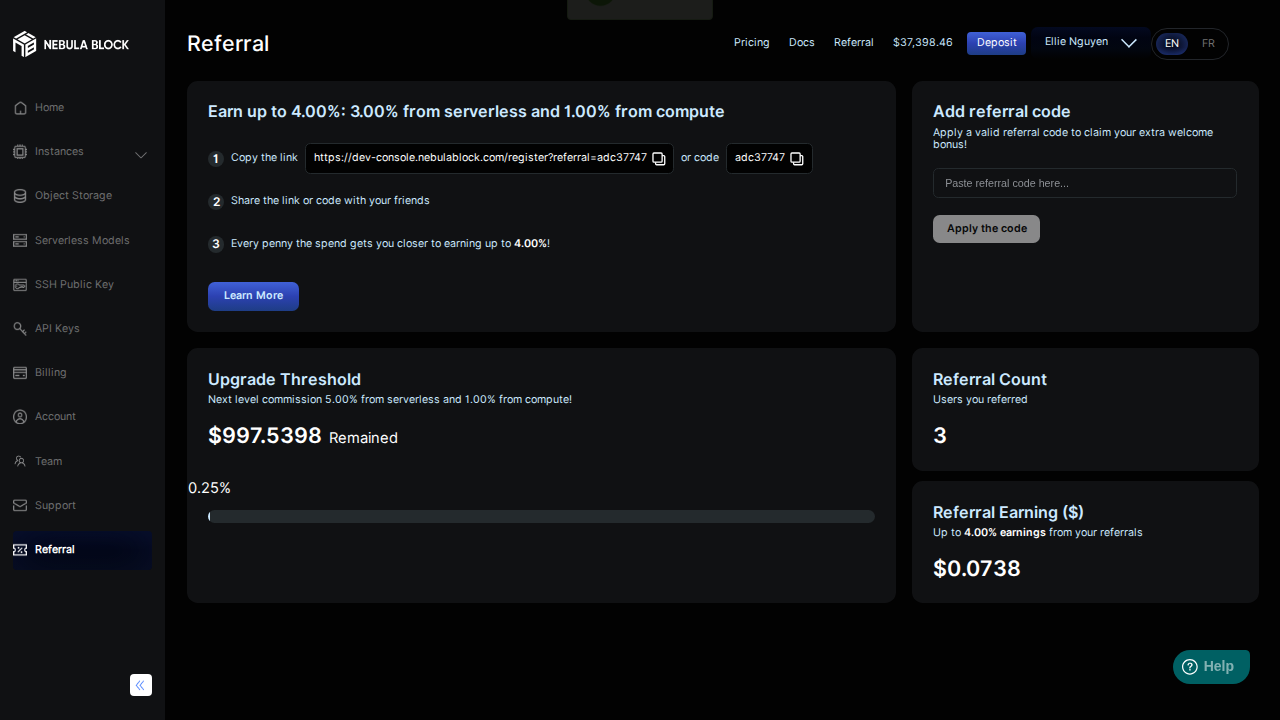 NEBULA BLOCK
Home
Instances
Object Storage
Serverless Models
SSH Public Key
API Keys
Billing
Account
Team
Support
Referral
Referral
Pricing
Docs
Referral
$37,398.46
Deposit
Ellie Nguyen
EN
FR
Earn up to 4.00%: 3.00% from serverless and 1.00% from compute
1 Copy the link https://dev-console.nebulablock.com/register?referral=adc37747 or code adc37747
2 Share the link or code with your friends
3 Every penny the spend gets you closer to earning up to 4.00%!
Learn More
Add referral code
Apply a valid referral code to claim your extra welcome
bonus!
Paste referral code here...
Apply the code
Upgrade Threshold
Next level commission 5.00% from serverless and 1.00% from compute!
$997.5398 Remained
0.25%
Referral Count
Users you referred
3
Referral Earning ($)
Up to 4.00% earnings from your referrals
$0.0738
Help